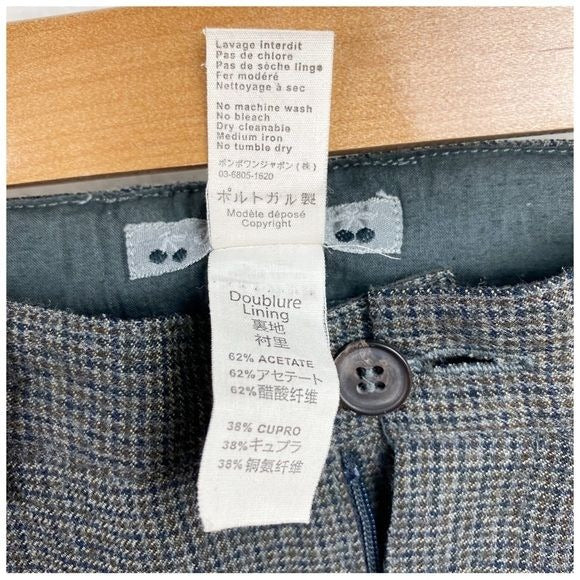 Lavage interdit
Pas de chlore
Pas de sèche linge
Fer modéré
Nettoyage à sec
No machine wash
No bleach
Dry cleanable
Medium iron
No tumble dry
ボンポワンジャポン(株)
03-6805-1620
ポルトガル製
Modèle déposé
Copyright
Doublure
Lining
裏地
衬里
62% ACETATE
62%アセテート
62%醋酸纤维
38% CUPRO
38%キュプラ
38%铜氨纤维